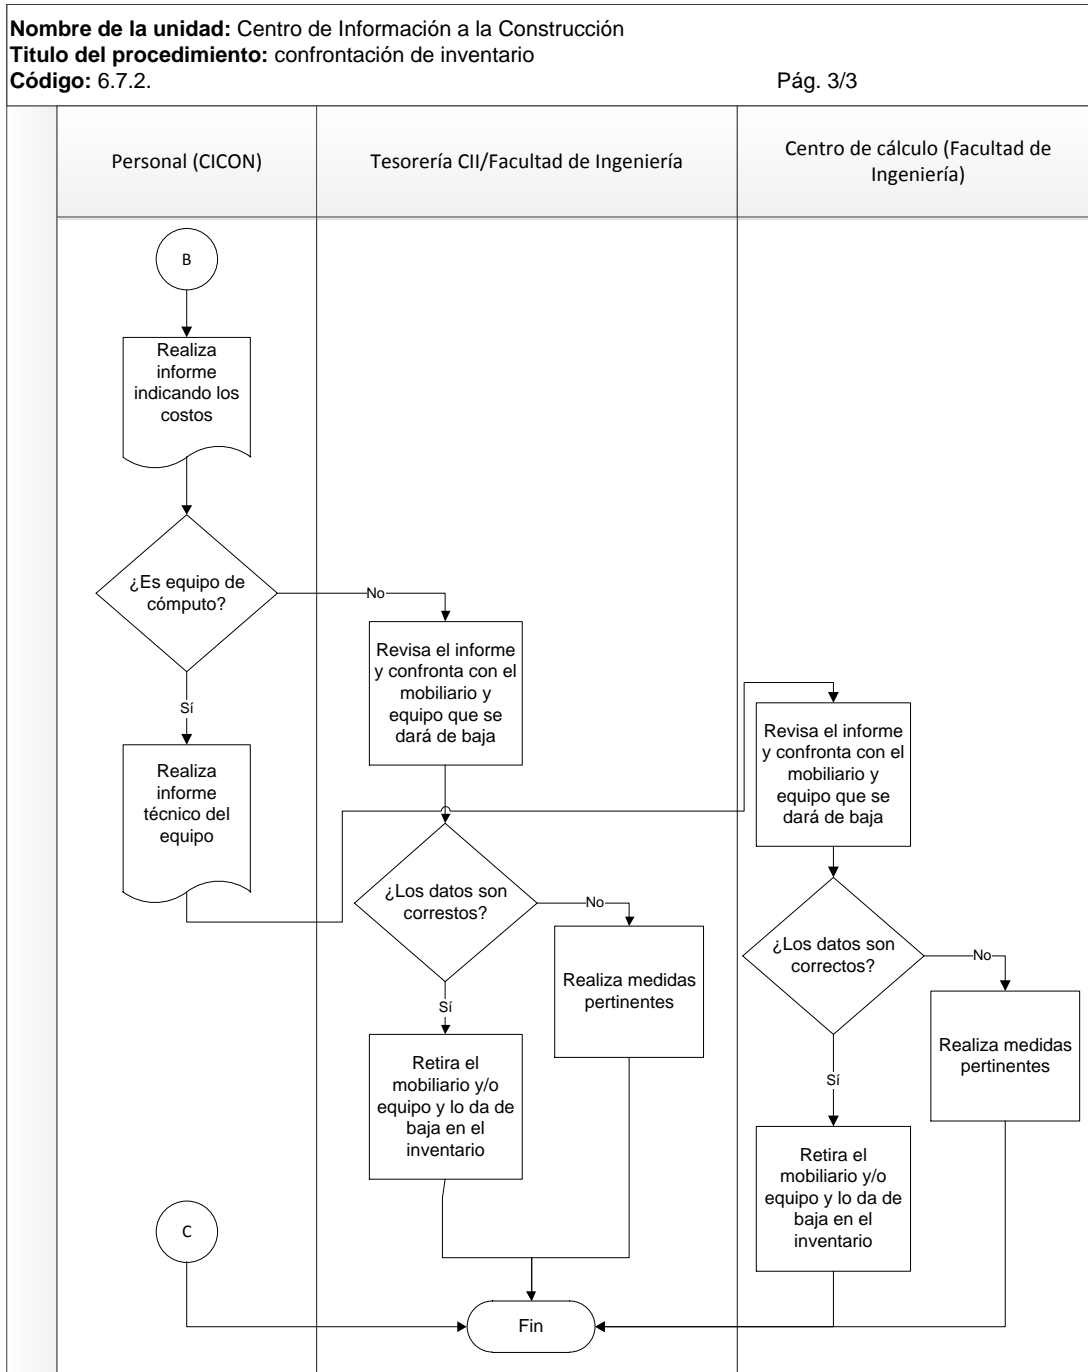 Nombre de la unidad: Centro de Información a la Construcción
Titulo del procedimiento: confrontación de inventario
Código: 6.7.2. Pág. 3/3
Personal (CICON)
Tesorería CII/Facultad de Ingeniería
Centro de cálculo (Facultad de
Ingeniería)
B
Realiza
informe
indicando los
costos
¿Es equipo de
cómputo?
No
Sí
Revisa el informe
y confronta con el
mobiliario y
equipo que se
dará de baja
Realiza
informe
técnico del
equipo
Revisa el informe
y confronta con el
mobiliario y
equipo que se
dará de baja
¿Los datos son
correstos?
No
Sí
Realiza medidas
pertinentes
¿Los datos son
correctos?
No
Sí
Realiza medidas
pertinentes
Retira el
mobiliario y/o
equipo y lo da de
baja en el
inventario
Retira el
mobiliario y/o
equipo y lo da de
baja en el
inventario
C
Fin